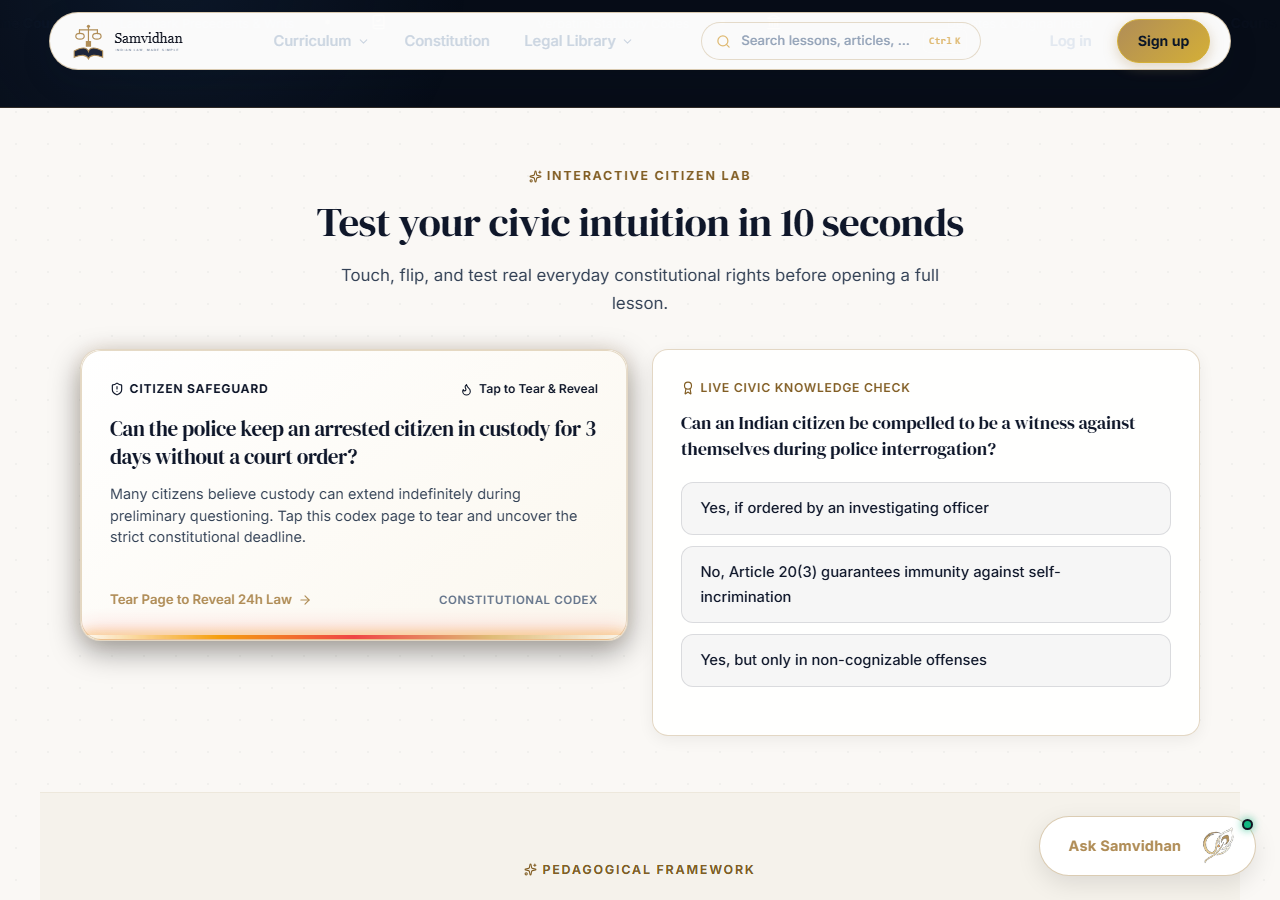 Samvidhan
Curriculum
Constitution
Legal Library
Search lessons, articles, ...
Ctrl K
Log in
Sign up
INTERACTIVE CITIZEN LAB
Test your civic intuition in 10 seconds
Touch, flip, and test real everyday constitutional rights before opening a full
lesson.
CITIZEN SAFEGUARD
Tap to Tear & Reveal
Can the police keep an arrested citizen in custody for 3
days without a court order?
Many citizens believe custody can extend indefinitely during
preliminary questioning. Tap this codex page to tear and uncover the
strict constitutional deadline.
Tear Page to Reveal 24h Law →
CONSTITUTIONAL CODEX
LIVE CIVIC KNOWLEDGE CHECK
Can an Indian citizen be compelled to be a witness against
themselves during police interrogation?
Yes, if ordered by an investigating officer
No, Article 20(3) guarantees immunity against self-
incrimination
Yes, but only in non-cognizable offenses
PEDAGOGICAL FRAMEWORK
Ask Samvidhan